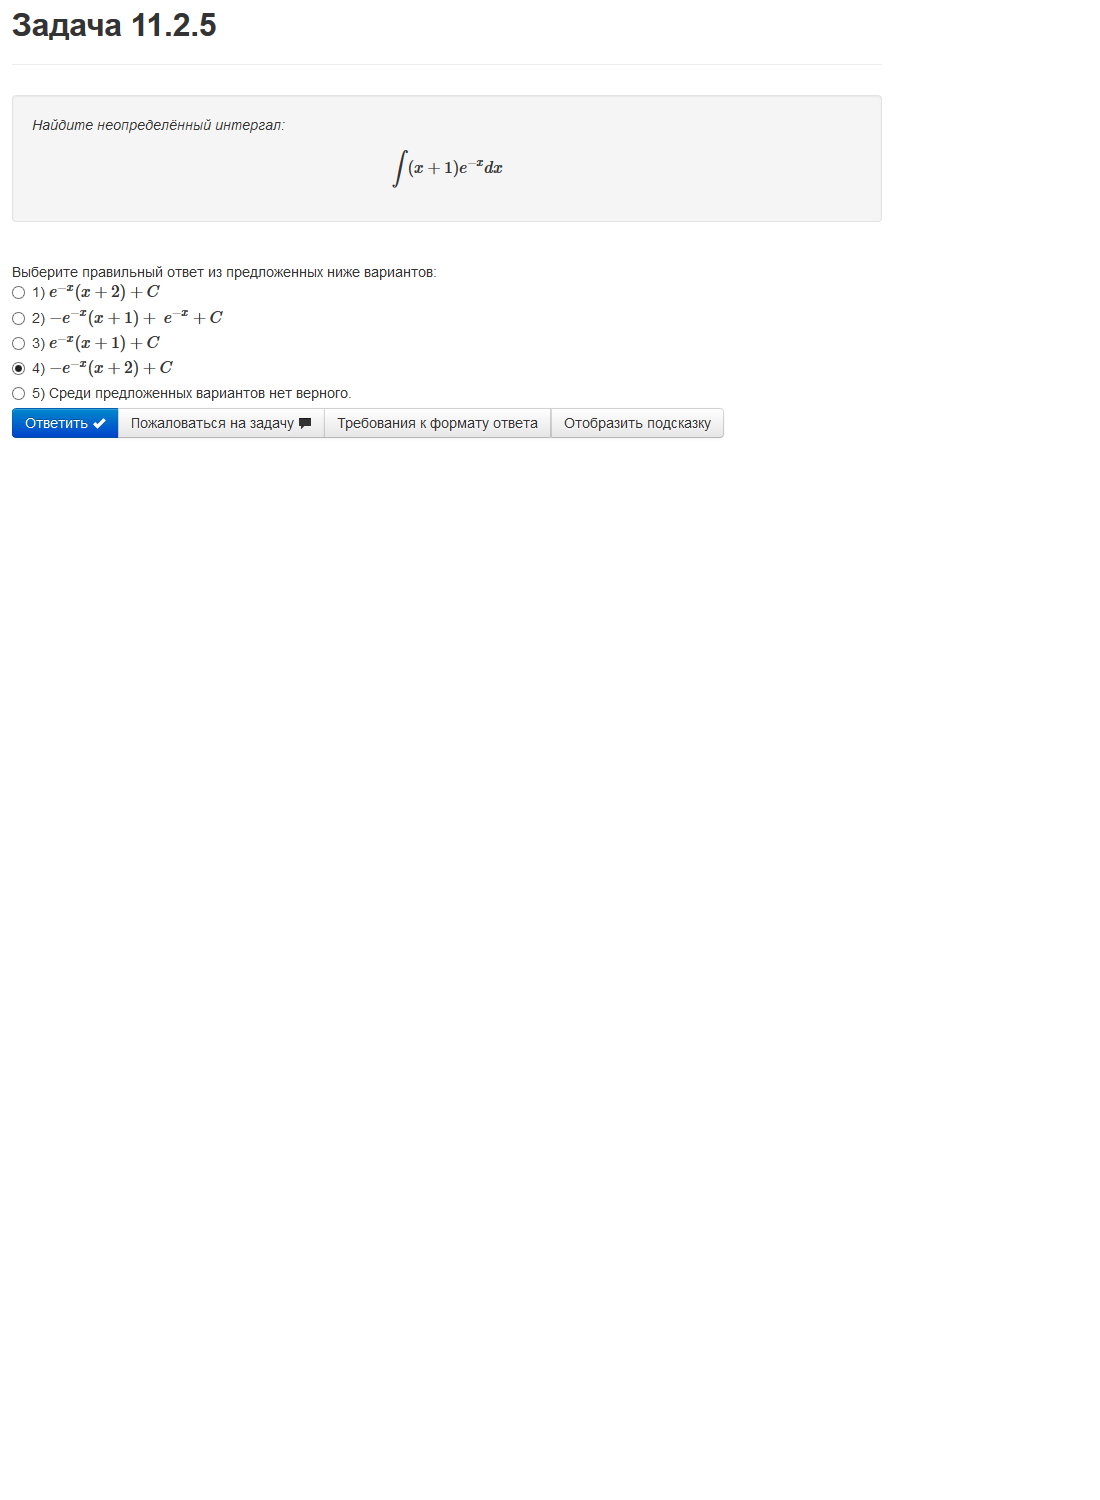 Задача 11.2.5
Найдите неопределённый интергал:
∫(x + 1)e^{−x}dx
Выберите правильный ответ из предложенных ниже вариантов:
1) e^{−x}(x + 2) + C
2) −e^{−x}(x + 1) + e^{−x} + C
3) e^{−x}(x + 1) + C
4) −e^{−x}(x + 2) + C
5) Среди предложенных вариантов нет верного.
Ответить Пожаловаться на задачу Требования к формату ответа Отобразить подсказку